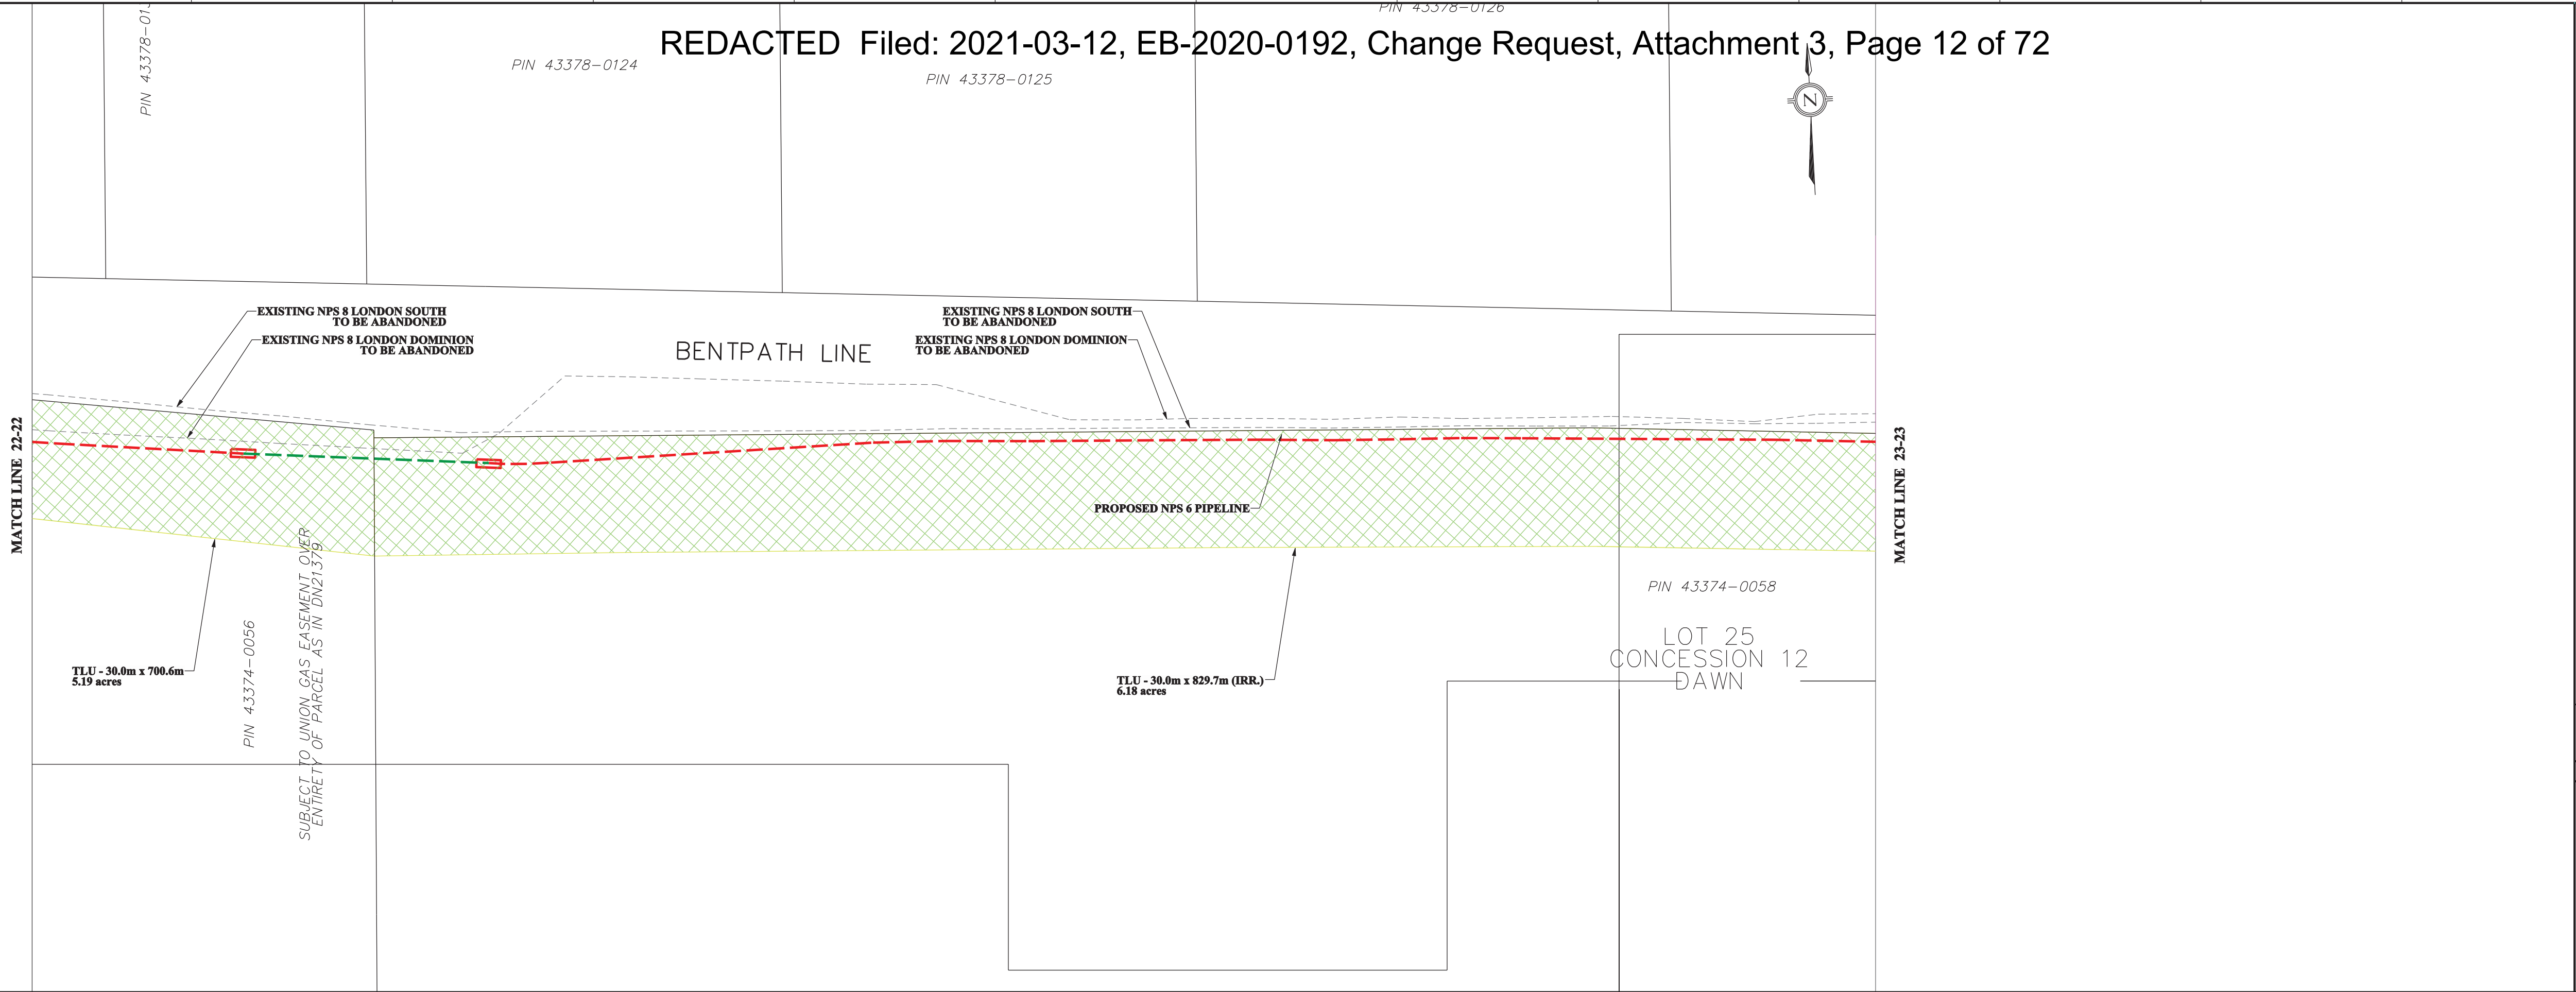 PIN 43378-0126
REDACTED Filed: 2021-03-12, EB-2020-0192, Change Request, Attachment 3, Page 12 of 72
PIN 43378-0124
PIN 43378-0125
N
EXISTING NPS 8 LONDON SOUTH
TO BE ABANDONED
EXISTING NPS 8 LONDON DOMINION
TO BE ABANDONED
BENTPATH LINE
EXISTING NPS 8 LONDON SOUTH
TO BE ABANDONED
EXISTING NPS 8 LONDON DOMINION
TO BE ABANDONED
MATCH LINE 22-22
MATCH LINE 23-23
PROPOSED NPS 6 PIPELINE
SUBJECT TO UNION GAS EASEMENT OVER
ENTIRETY OF PARCEL AS IN DN21379
PIN 43374-0056
PIN 43374-0058
LOT 25
CONCESSION 12
DAWN
TLU - 30.0m x 700.6m
5.19 acres
TLU - 30.0m x 829.7m (IRR.)
6.18 acres